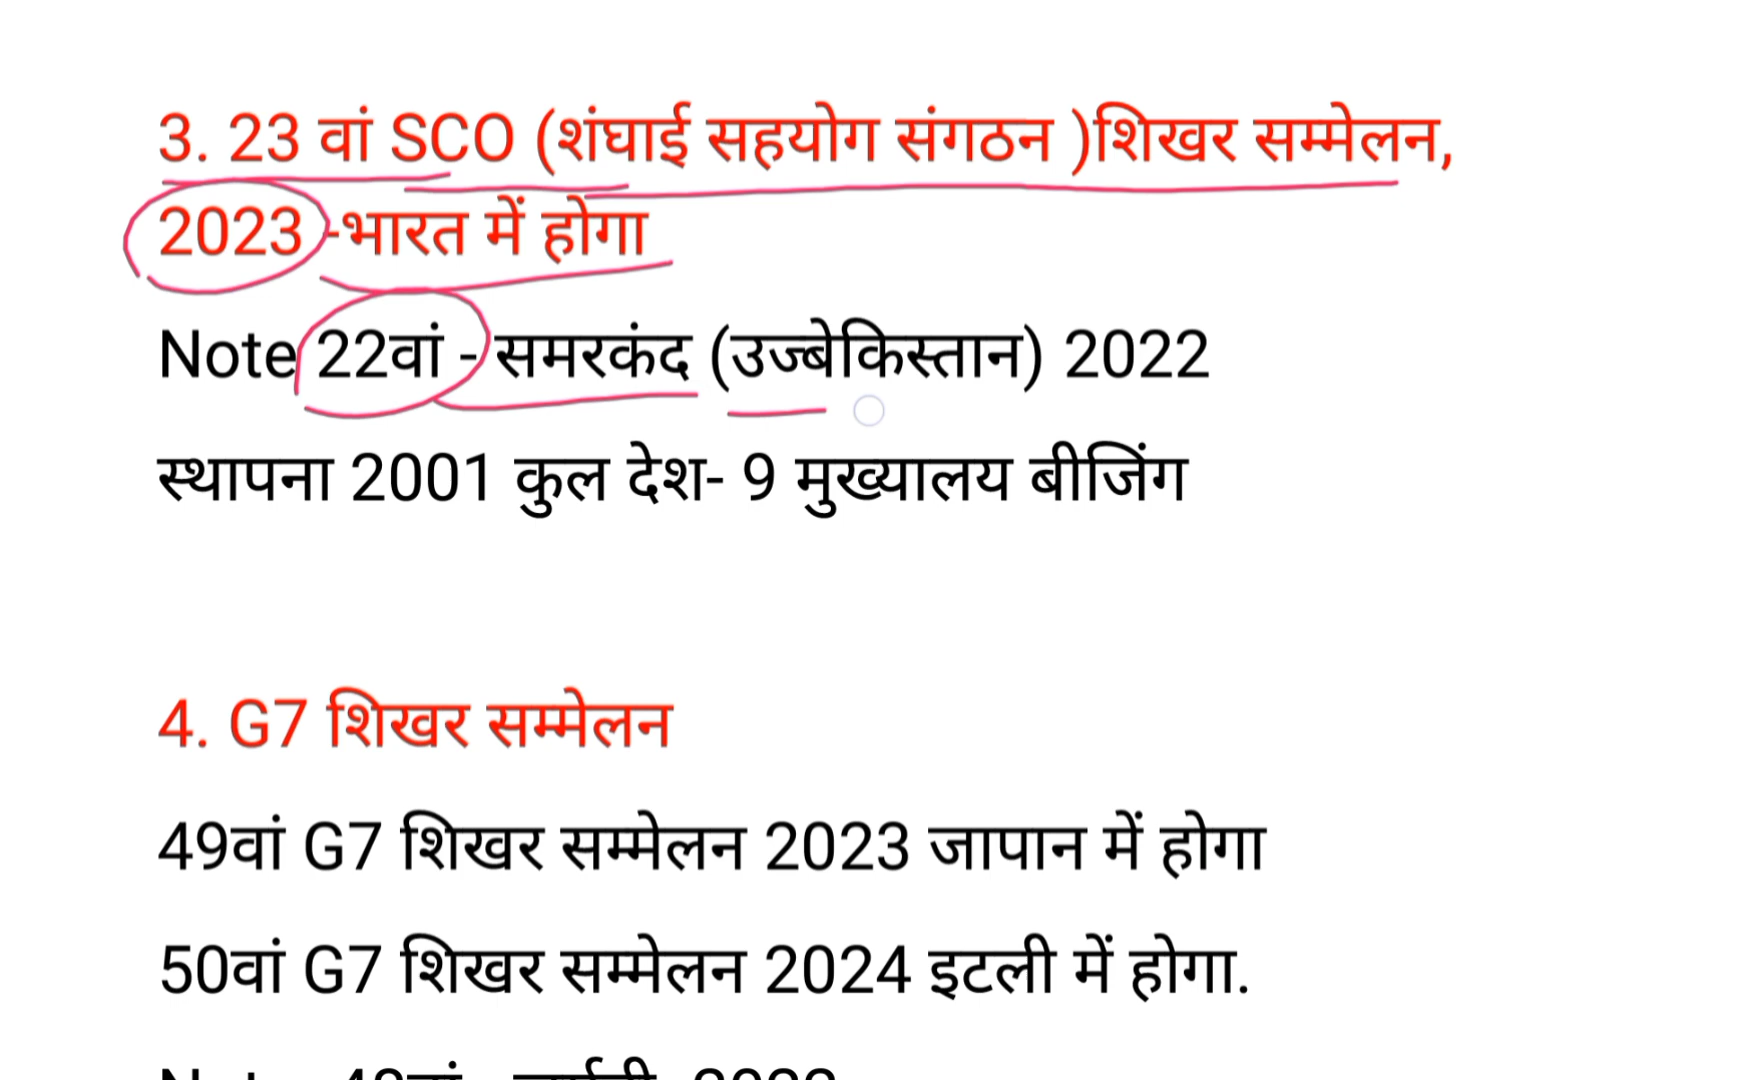 3. 23 वां SCO (शंघाई सहयोग संगठन )शिखर सम्मेलन,
2023 -भारत में होगा
Note 22वां - समरकंद (उज्बेकिस्तान) 2022
स्थापना 2001 कुल देश- 9 मुख्यालय बीजिंग
4. G7 शिखर सम्मेलन
49वां G7 शिखर सम्मेलन 2023 जापान में होगा
50वां G7 शिखर सम्मेलन 2024 इटली में होगा.